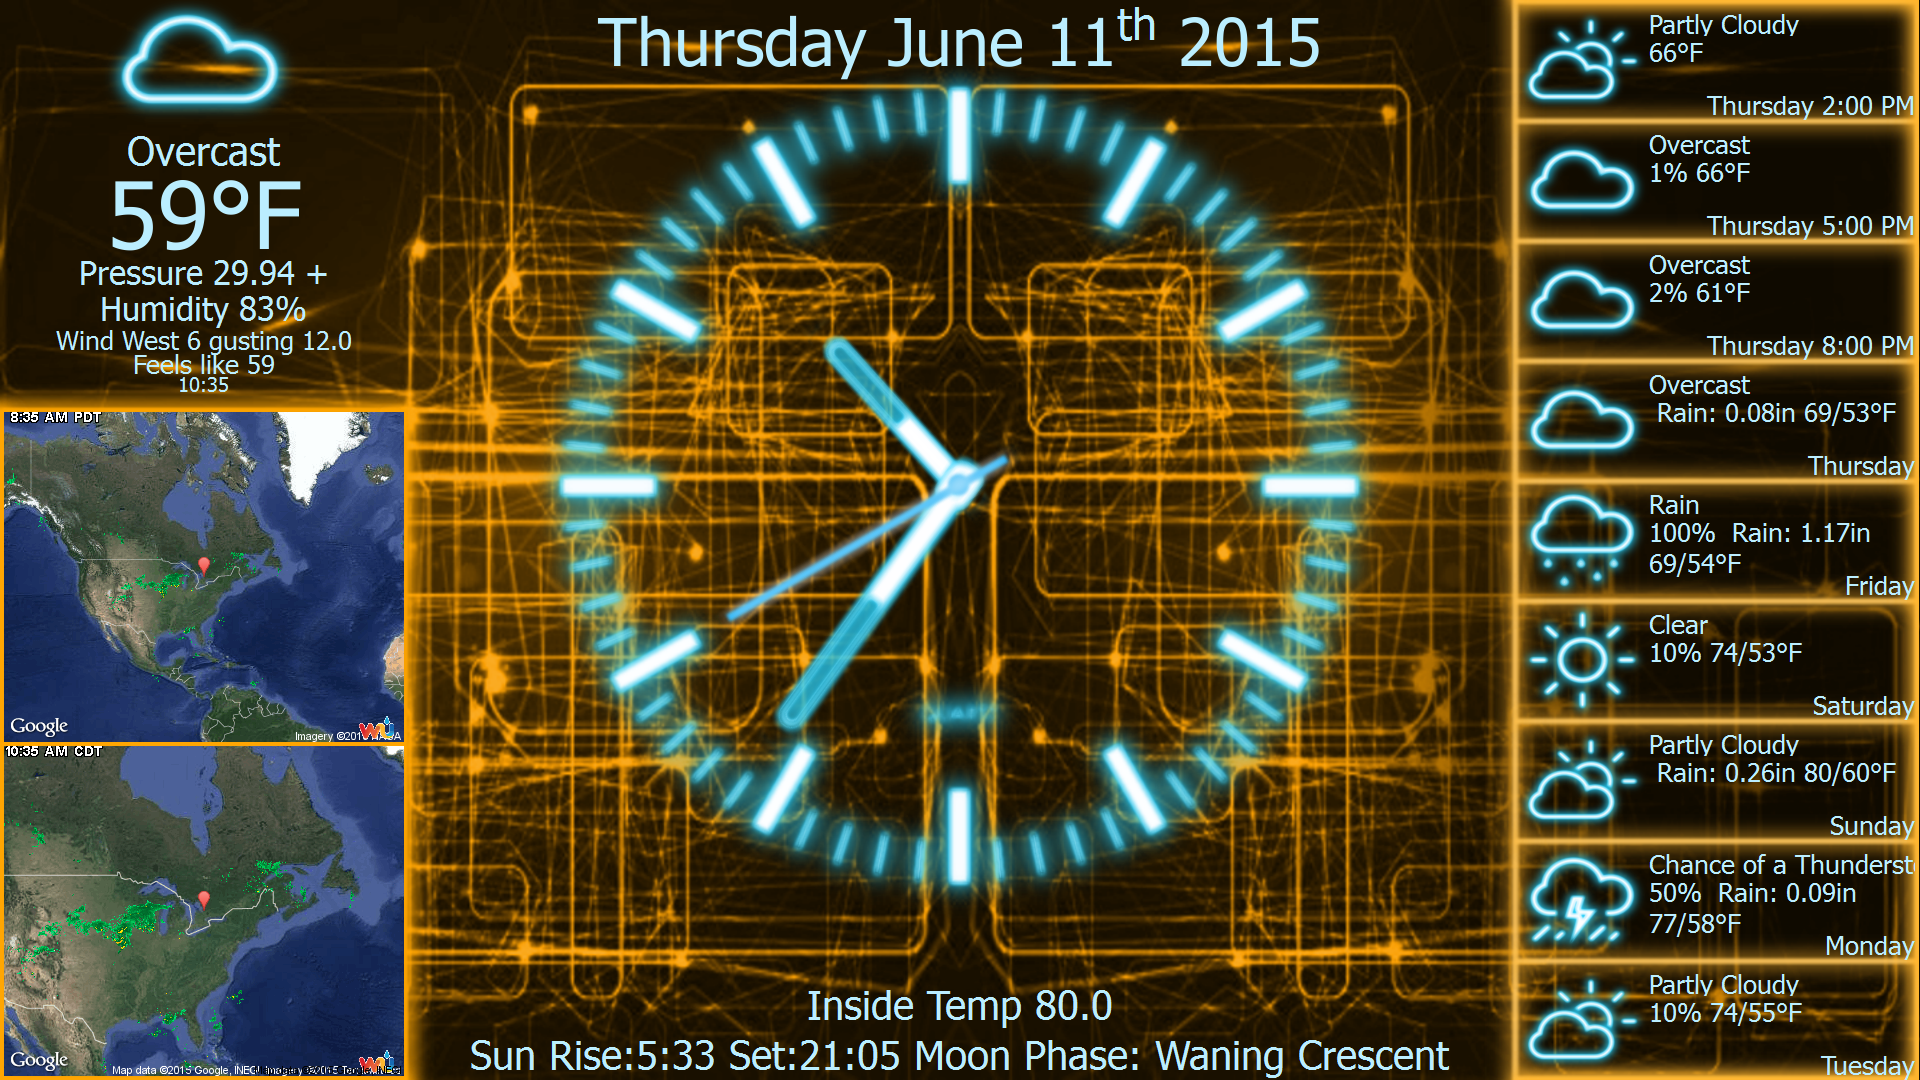 Thursday June 11th 2015
Overcast
59°F
Pressure 29.94 +
Humidity 83%
Wind West 6 gusting 12.0
Feels like 59
10:35
8:35 AM PDT
Google
Imagery ©201
10:35 AM CDT
Google
Map data ©2015 Google, INEGI Imagery ©2015
Inside Temp 80.0
Sun Rise:5:33 Set:21:05 Moon Phase: Waning Crescent
Partly Cloudy
66°F
Thursday 2:00 PM
Overcast
1% 66°F
Thursday 5:00 PM
Overcast
2% 61°F
Thursday 8:00 PM
Overcast
Rain: 0.08in 69/53°F
Thursday
Rain
100% Rain: 1.17in
69/54°F
Friday
Clear
10% 74/53°F
Saturday
Partly Cloudy
Rain: 0.26in 80/60°F
Sunday
Chance of a Thunderst
50% Rain: 0.09in
77/58°F
Monday
Partly Cloudy
10% 74/55°F
Tuesday